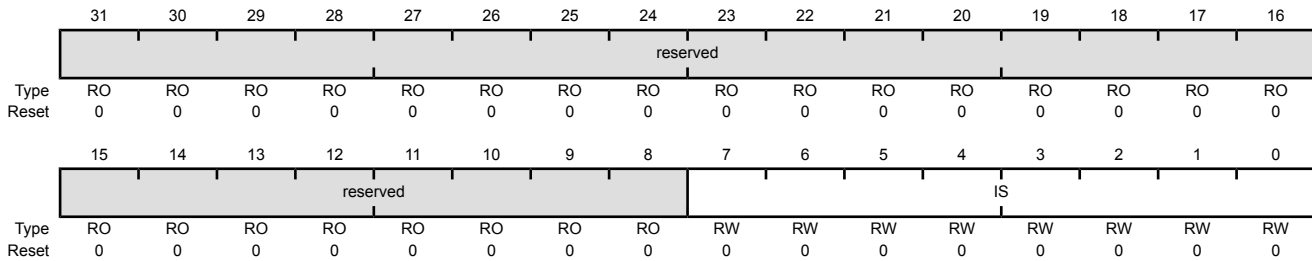 31 30 29 28 27 26 25 24 23 22 21 20 19 18 17 16
reserved
Type RO RO RO RO RO RO RO RO RO RO RO RO RO RO RO RO
Reset 0 0 0 0 0 0 0 0 0 0 0 0 0 0 0 0
15 14 13 12 11 10 9 8 7 6 5 4 3 2 1 0
reserved IS
Type RO RO RO RO RO RO RO RO RW RW RW RW RW RW RW RW
Reset 0 0 0 0 0 0 0 0 0 0 0 0 0 0 0 0